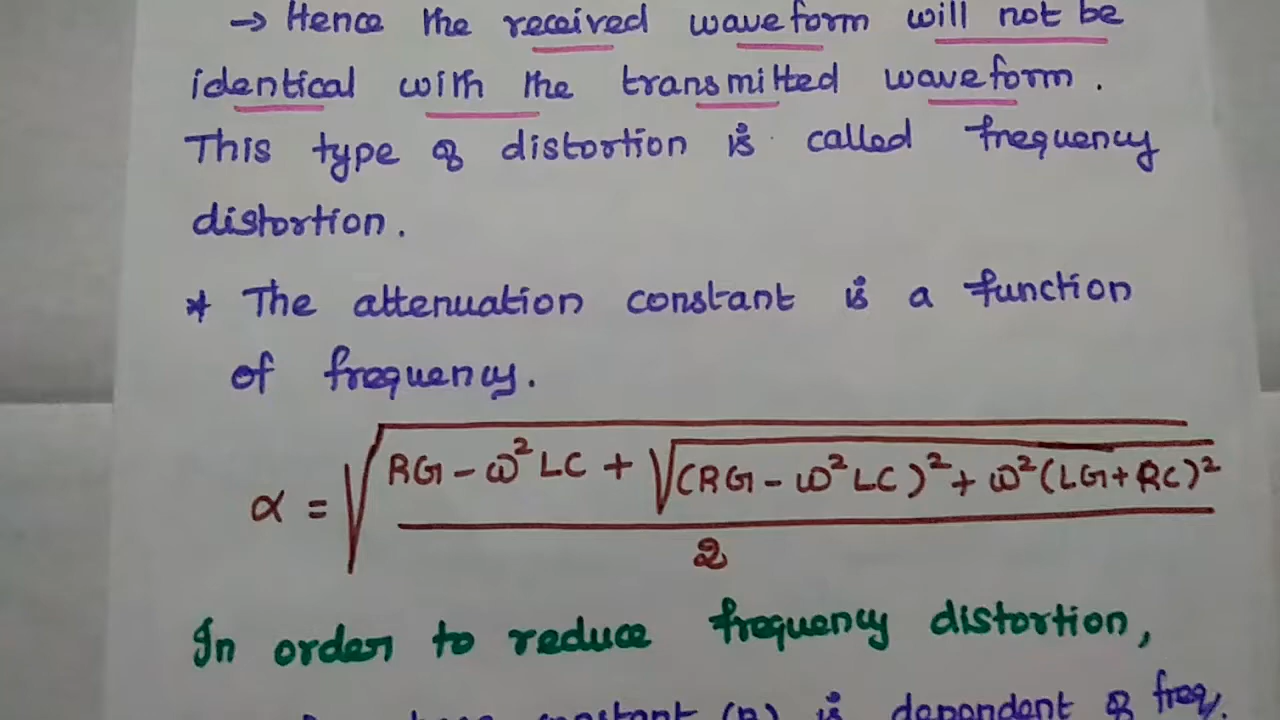 → Hence the received waveform will not be
identical with the transmitted waveform.
This type of distortion is called frequency
distortion.
* The attenuation constant is a function
of frequency.
α = √((RG - ω²LC + √((RG - ω²LC)² + ω²(LG + RC)²)) / 2)
In order to reduce frequency distortion,
constant (β) is dependent of freq.